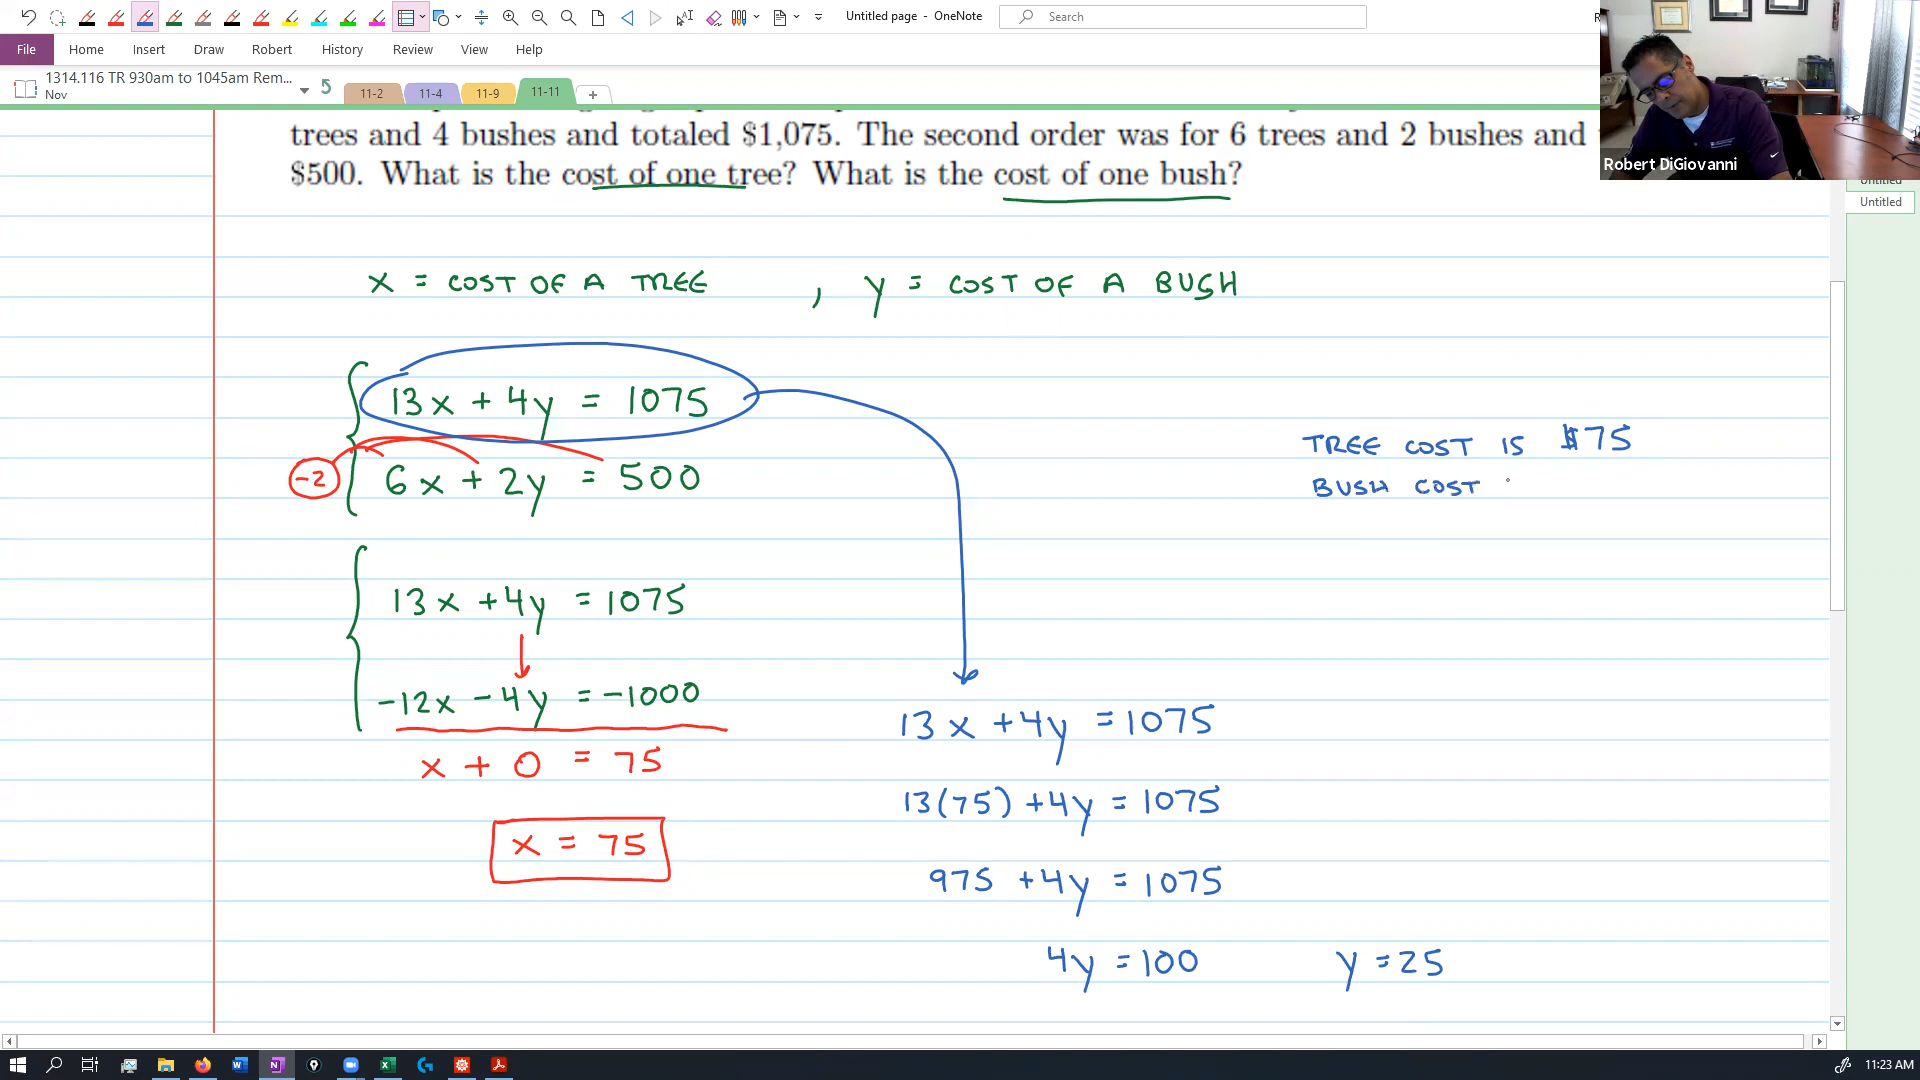 Untitled page - OneNote
Search
File Home Insert Draw Robert History Review View Help
1314.116 TR 930am to 1045am Rem...
Nov
11-2 11-4 11-9 11-11 +
trees and 4 bushes and totaled $1,075. The second order was for 6 trees and 2 bushes and
$500. What is the cost of one tree? What is the cost of one bush?
Robert DiGiovanni
Untitled
Untitled
x = COST OF A TREE , y = COST OF A BUSH
13x + 4y = 1075
-2 6x + 2y = 500
TREE COST IS $75
BUSH COST
13x + 4y = 1075
-12x - 4y = -1000
x + 0 = 75
x = 75
13x + 4y = 1075
13(75) + 4y = 1075
975 + 4y = 1075
4y = 100 y = 25
11:23 AM